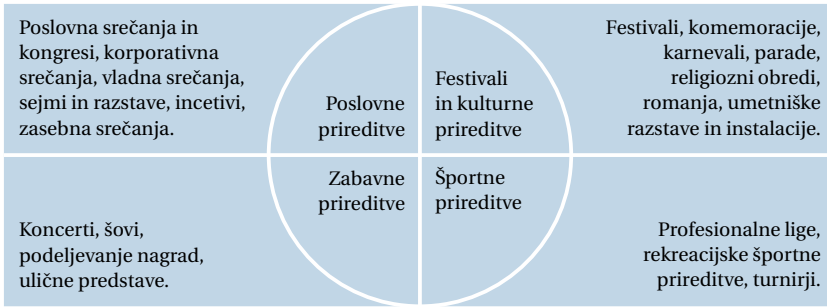 Poslovna srečanja in
kongresi, korporativna
srečanja, vladna srečanja,
sejmi in razstave, incetivi,
zasebna srečanja.
Poslovne
prireditve
Festivali
in kulturne
prireditve
Festivali, komemoracije,
karnevali, parade,
religiozni obredi,
romanja, umetniške
razstave in instalacije.
Koncerti, šovi,
podeljevanje nagrad,
ulične predstave.
Zabavne
prireditve
Športne
prireditve
Profesionalne lige,
rekreacijske športne
prireditve, turnirji.